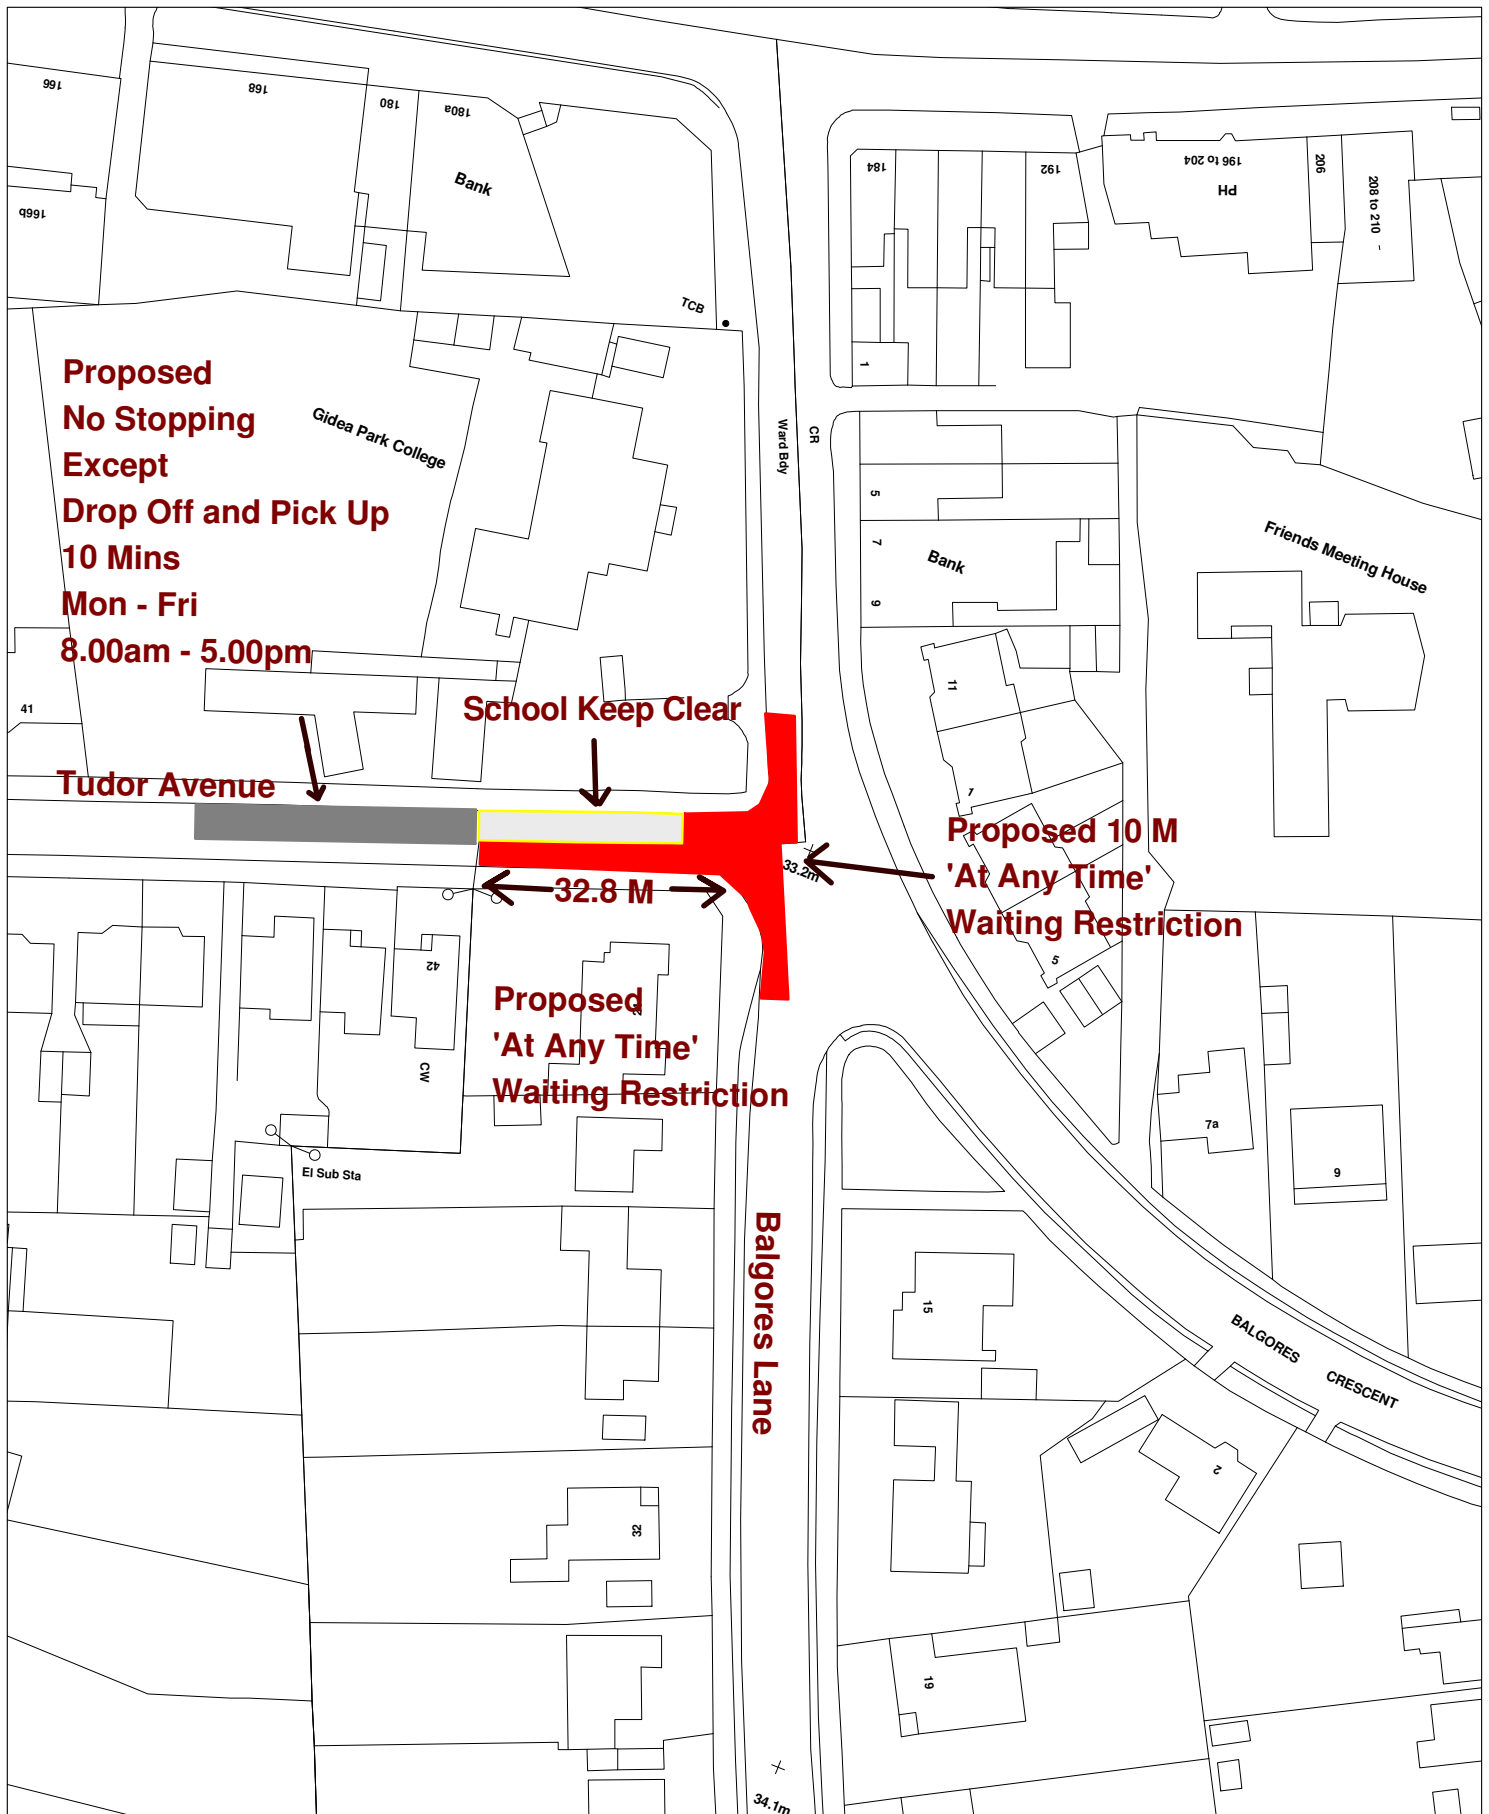 166
168
180
180a
Bank
166b
184
192
196 to 204
PH
206
208 to 210
TCB
1
Proposed
No Stopping
Except
Drop Off and Pick Up
10 Mins
Mon - Fri
8.00am - 5.00pm
Gidea Park College
Ward Bdy
CR
5
7
Bank
9
Friends Meeting House
11
41
School Keep Clear
Tudor Avenue
1
Proposed 10 M
'At Any Time'
Waiting Restriction
33.2m
32.8 M
42
5
Proposed
'At Any Time'
Waiting Restriction
CW
7a
9
El Sub Sta
Balgores Lane
15
BALGORES
CRESCENT
2
32
19
34.1m